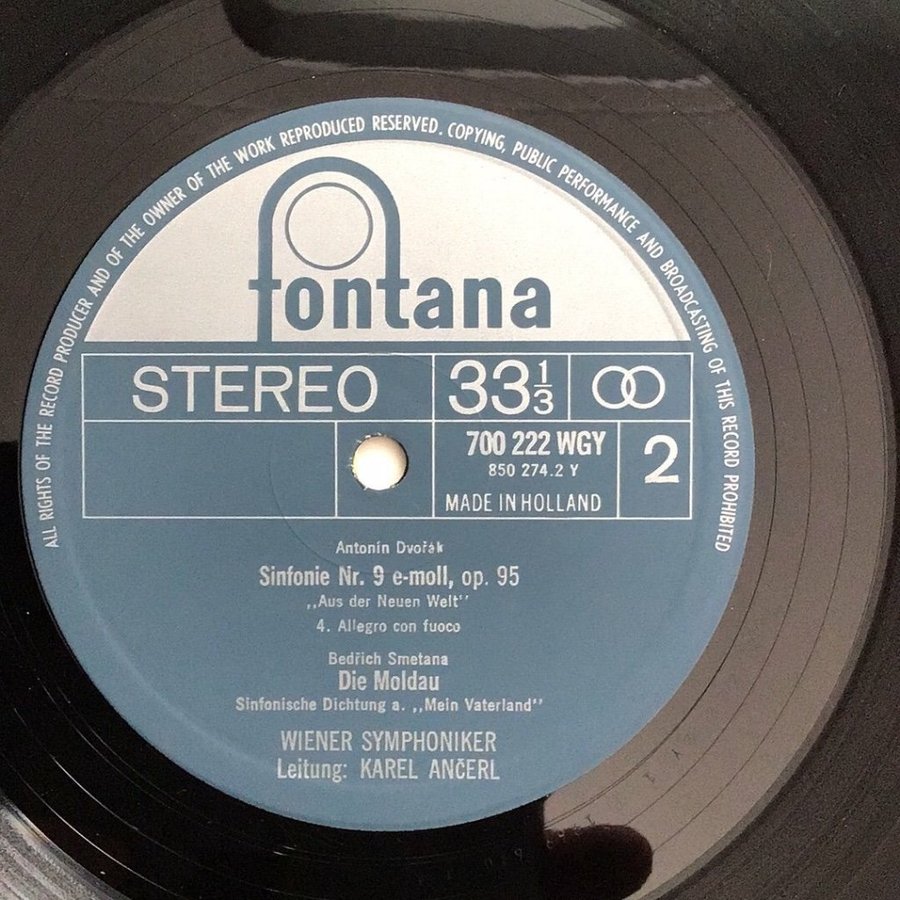 ALL RIGHTS OF THE RECORD PRODUCER AND OF THE OWNER OF THE WORK REPRODUCED RESERVED. COPYING, PUBLIC PERFORMANCE AND BROADCASTING OF THIS RECORD PROHIBITED
fontana
STEREO 33⅓
700 222 WGY 2
850 274.2 Y
MADE IN HOLLAND
Antonín Dvořák
Sinfonie Nr. 9 e-moll, op. 95
,,Aus der Neuen Welt''
4. Allegro con fuoco
Bedřich Smetana
Die Moldau
Sinfonische Dichtung a. ,,Mein Vaterland''
WIENER SYMPHONIKER
Leitung: KAREL ANČERL